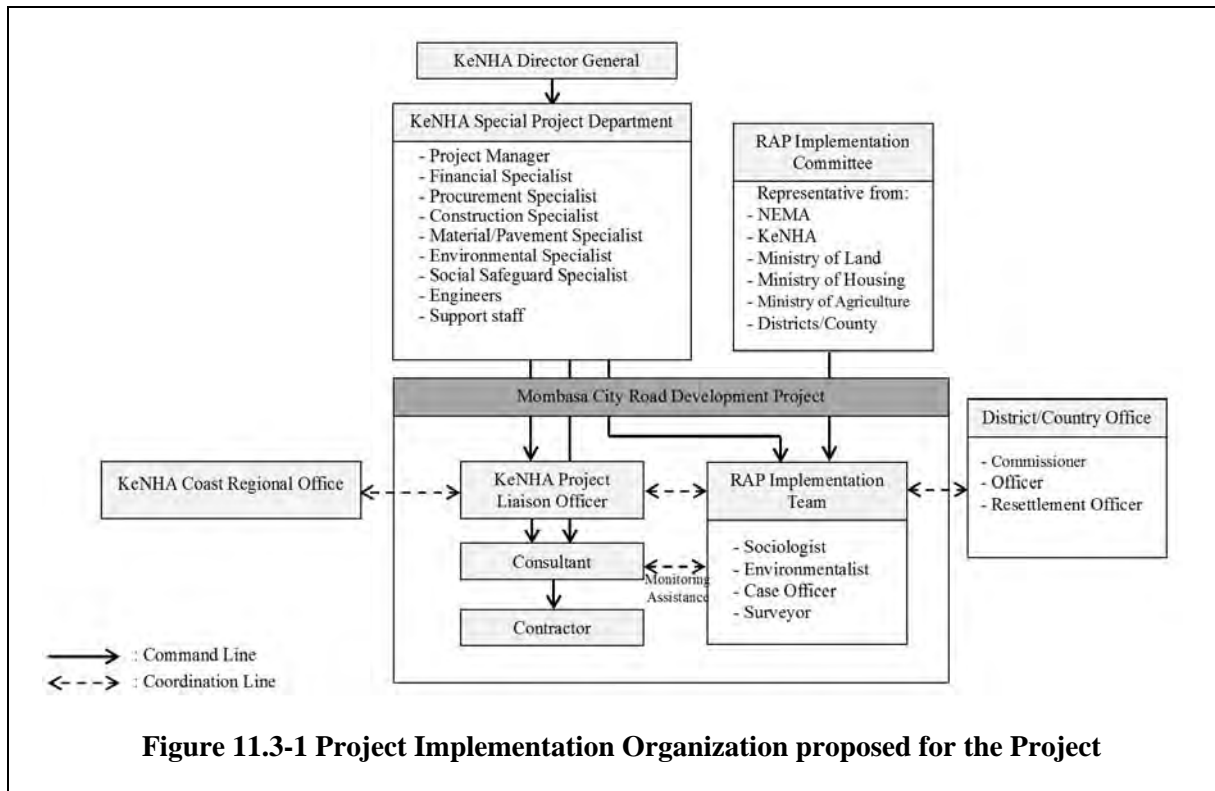 KeNHA Director General
KeNHA Special Project Department
- Project Manager
- Financial Specialist
- Procurement Specialist
- Construction Specialist
- Material/Pavement Specialist
- Environmental Specialist
- Social Safeguard Specialist
- Engineers
- Support staff
RAP Implementation
Committee
Representative from:
- NEMA
- KeNHA
- Ministry of Land
- Ministry of Housing
- Ministry of Agriculture
- Districts/County
Mombasa City Road Development Project
KeNHA Coast Regional Office
KeNHA Project
Liaison Officer
Consultant
Contractor
Monitoring
Assistance
RAP Implementation
Team
- Sociologist
- Environmentalist
- Case Officer
- Surveyor
District/Country Office
- Commissioner
- Officer
- Resettlement Officer
: Command Line
: Coordination Line
Figure 11.3-1 Project Implementation Organization proposed for the Project